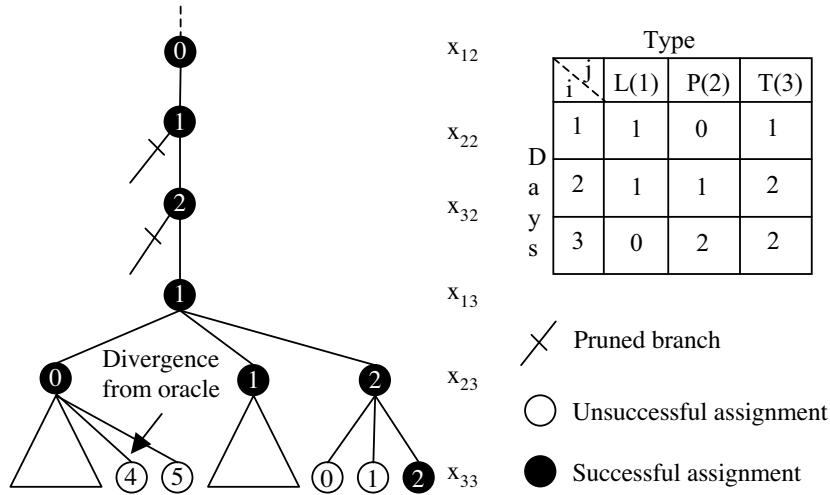 0 x12
1 x22
2 x32
1 x13
0 1 2 x23
4 5 0 1 2 x33
Divergence
from oracle
Type
i j L(1) P(2) T(3)
1 1 0 1
2 1 1 2
3 0 2 2
Days
Pruned branch
Unsuccessful assignment
Successful assignment